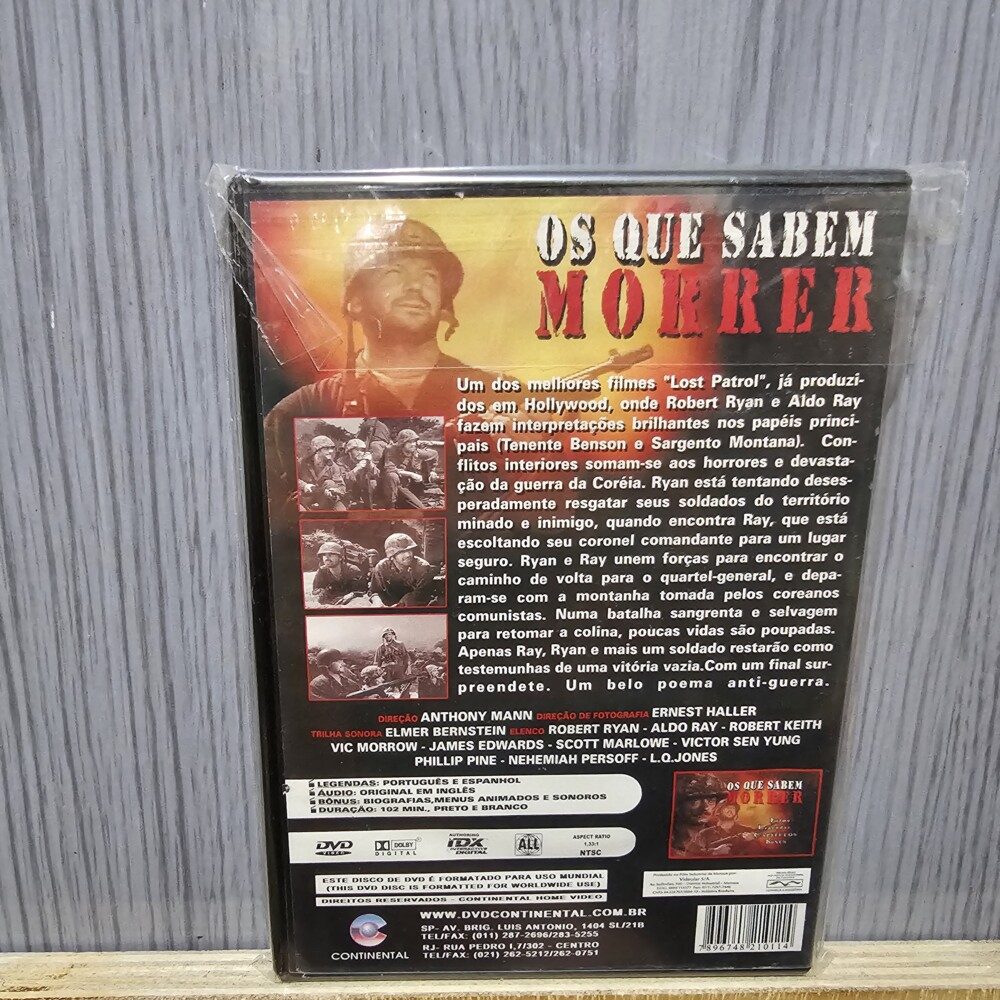 OS QUE SABEM
MORRER
Um dos melhores filmes "Lost Patrol", já produzi-
dos em Hollywood, onde Robert Ryan e Aldo Ray
fazem interpretações brilhantes nos papéis princi-
pais (Tenente Benson e Sargento Montana). Con-
flitos interiores somam-se aos horrores e devasta-
ção da guerra da Coréia. Ryan está tentando deses-
peradamente resgatar seus soldados do território
minado e inimigo, quando encontra Ray, que está
escoltando seu coronel comandante para um lugar
seguro. Ryan e Ray unem forças para encontrar o
caminho de volta para o quartel-general, e depa-
ram-se com a montanha tomada pelos coreanos
comunistas. Numa batalha sangrenta e selvagem
para retomar a colina, poucas vidas são poupadas.
Apenas Ray, Ryan e mais um soldado restarão como
testemunhas de uma vitória vazia.Com um final sur-
preendete. Um belo poema anti-guerra.
DIREÇÃO ANTHONY MANN DIREÇÃO DE FOTOGRAFIA ERNEST HALLER
TRILHA SONORA ELMER BERNSTEIN ELENCO ROBERT RYAN - ALDO RAY - ROBERT KEITH
VIC MORROW - JAMES EDWARDS - SCOTT MARLOWE - VICTOR SEN YUNG
PHILLIP PINE - NEHEMIAH PERSOFF - L.Q.JONES
LEGENDAS: PORTUGUÊS E ESPANHOL
ÁUDIO: ORIGINAL EM INGLÊS
BÔNUS: BIOGRAFIAS,MENUS ANIMADOS E SONOROS
DURAÇÃO: 102 MIN., PRETO E BRANCO
OS QUE SABEM
MORRER
DVD VIDEO
DOLBY DIGITAL
AUTHORING IDX INTERACTIVE DIGITAL
ALL
ASPECT RATIO 1.33:1
NTSC
ESTE DISCO DE DVD É FORMATADO PARA USO MUNDIAL
(THIS DVD DISC IS FORMATTED FOR WORLDWIDE USE)
DIREITOS RESERVADOS - CONTINENTAL HOME VIDEO
CONTINENTAL
WWW.DVDCONTINENTAL.COM.BR
SP- AV. BRIG. LUIS ANTONIO, 1404 SL/21B
TEL/FAX: (011) 287-2696/283-5255
RJ- RUA PEDRO I,7/302 - CENTRO
TEL/FAX: (021) 262-5212/262-0751
7896748210114